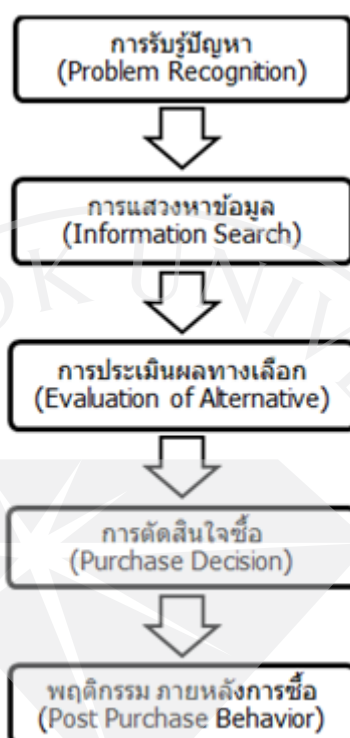 การรับรู้ปัญหา
(Problem Recognition)
การแสวงหาข้อมูล
(Information Search)
การประเมินผลทางเลือก
(Evaluation of Alternative)
การตัดสินใจซื้อ
(Purchase Decision)
พฤติกรรม ภายหลังการซื้อ
(Post Purchase Behavior)